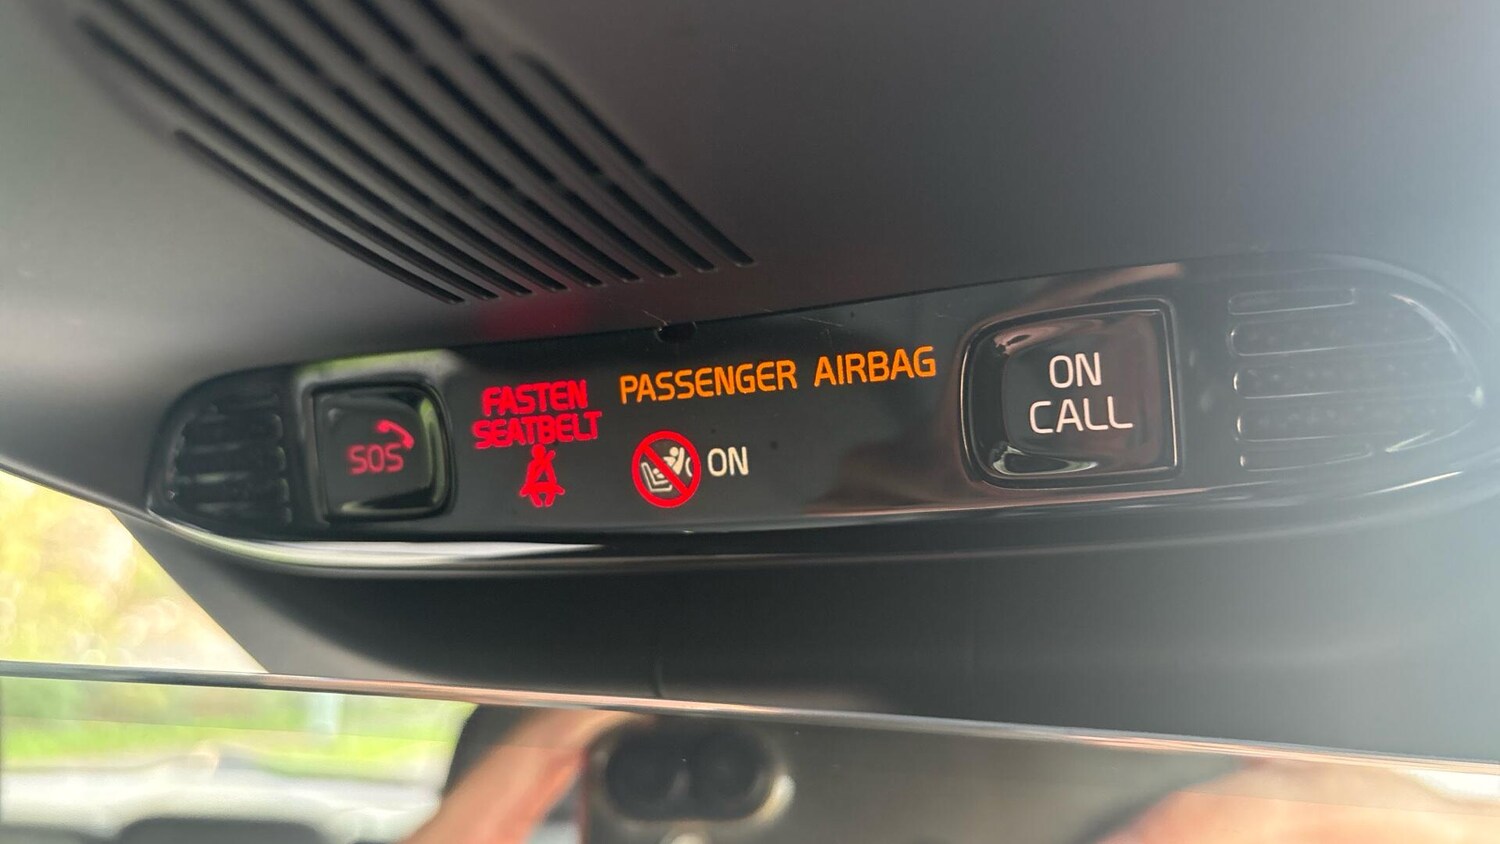 SOS
FASTEN
SEATBELT
PASSENGER AIRBAG
ON
ON
CALL